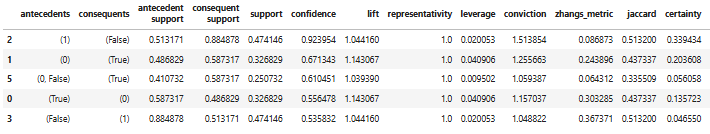 antecedents consequents antecedent support consequent support support confidence lift representativity leverage conviction zhangs_metric jaccard certainty
2 (1) (False) 0.513171 0.884878 0.474146 0.923954 1.044160 1.0 0.020053 1.513854 0.086873 0.513200 0.339434
1 (0) (True) 0.486829 0.587317 0.326829 0.671343 1.143067 1.0 0.040906 1.255663 0.243896 0.437337 0.203608
5 (0, False) (True) 0.410732 0.587317 0.250732 0.610451 1.039390 1.0 0.009502 1.059387 0.064312 0.335509 0.056058
0 (True) (0) 0.587317 0.486829 0.326829 0.556478 1.143067 1.0 0.040906 1.157037 0.303285 0.437337 0.135723
3 (False) (1) 0.884878 0.513171 0.474146 0.535832 1.044160 1.0 0.020053 1.048822 0.367371 0.513200 0.046550